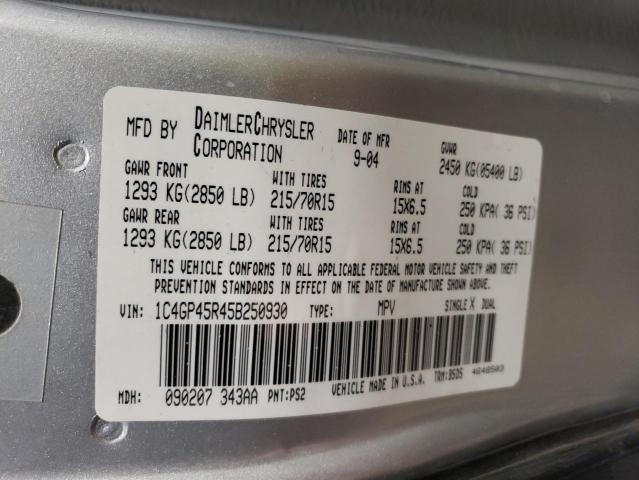 MFD BY DAIMLERCHRYSLER CORPORATION DATE OF MFR 9-04 GVWR 2450 KG(05400 LB)
GAWR FRONT WITH TIRES RIMS AT COLD
1293 KG(2850 LB) 215/70R15 15X6.5 250 KPA( 36 PSI)
GAWR REAR WITH TIRES RIMS AT COLD
1293 KG(2850 LB) 215/70R15 15X6.5 250 KPA( 36 PSI)
THIS VEHICLE CONFORMS TO ALL APPLICABLE FEDERAL MOTOR VEHICLE SAFETY AND THEFT
PREVENTION STANDARDS IN EFFECT ON THE DATE OF MANUFACTURE SHOWN ABOVE.
VIN: 1C4GP45R45B250930 TYPE: MPV SINGLE X DUAL
MDH: 090207 343AA PNT:PS2 VEHICLE MADE IN U.S.A. TRM:BSDS 4648503